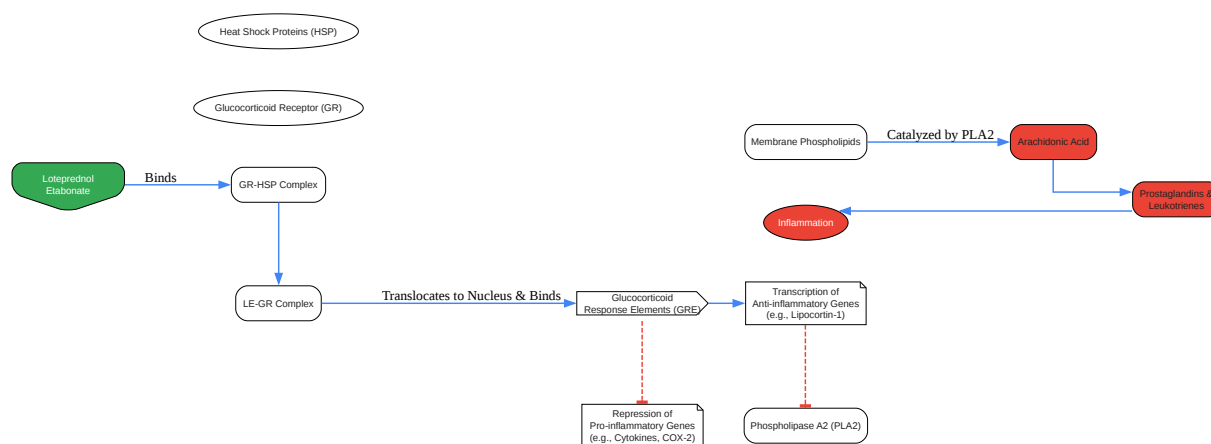 Heat Shock Proteins (HSP)
Glucocorticoid Receptor (GR)
Membrane Phospholipids
Catalyzed by PLA2
Arachidonic Acid
Loteprednol
Etabonate
Binds
GR-HSP Complex
Prostaglandins &
Leukotrienes
Inflammation
LE-GR Complex
Translocates to Nucleus & Binds
Glucocorticoid
Response Elements (GRE)
Transcription of
Anti-inflammatory Genes
(e.g., Lipocortin-1)
Repression of
Pro-inflammatory Genes
(e.g., Cytokines, COX-2)
Phospholipase A2 (PLA2)